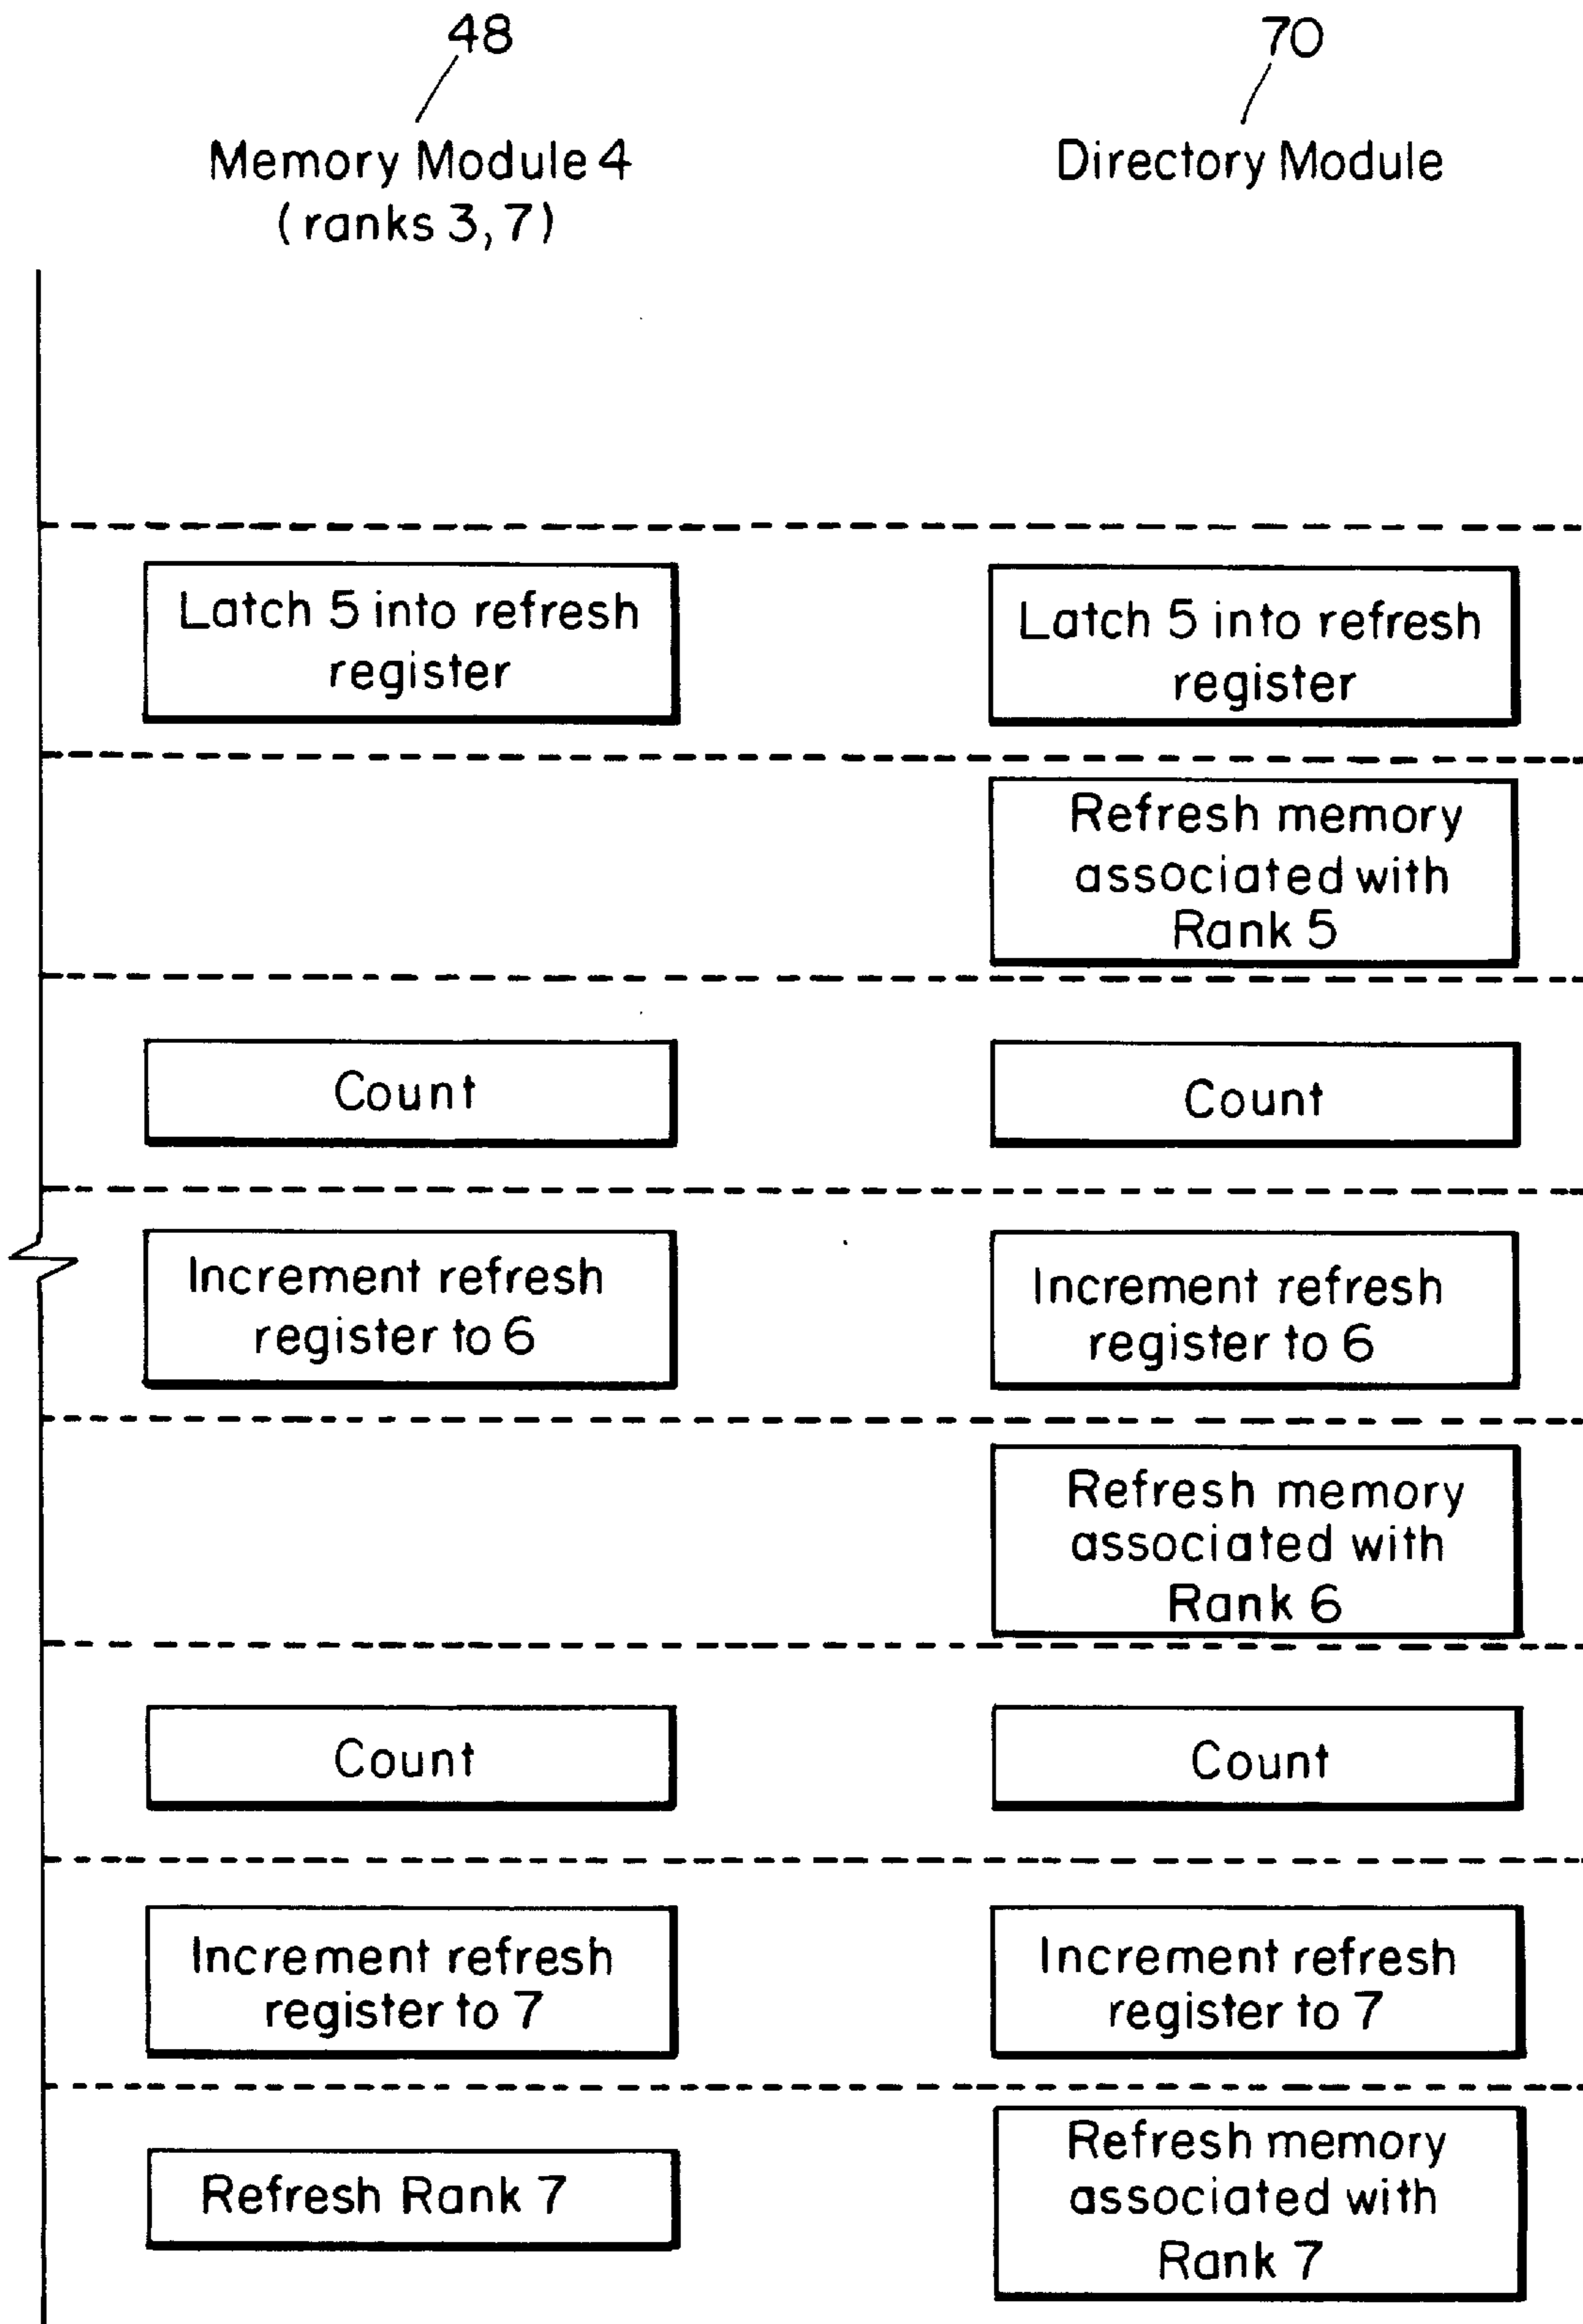 48
Memory Module 4
(ranks 3, 7)
70
Directory Module
Latch 5 into refresh
register
Latch 5 into refresh
register
Refresh memory
associated with
Rank 5
Count
Count
Increment refresh
register to 6
Increment refresh
register to 6
Refresh memory
associated with
Rank 6
Count
Count
Increment refresh
register to 7
Increment refresh
register to 7
Refresh Rank 7
Refresh memory
associated with
Rank 7